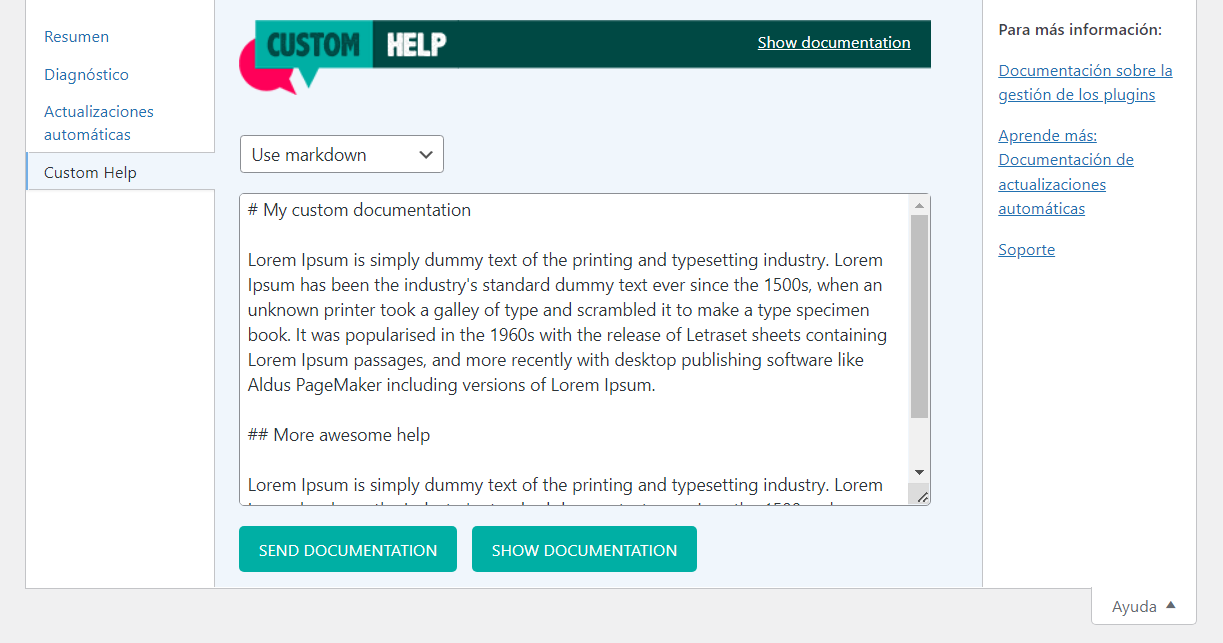 Resumen
Diagnóstico
Actualizaciones
automáticas
Custom Help
CUSTOM HELP
Show documentation
Use markdown
# My custom documentation
Lorem Ipsum is simply dummy text of the printing and typesetting industry. Lorem
Ipsum has been the industry's standard dummy text ever since the 1500s, when an
unknown printer took a galley of type and scrambled it to make a type specimen
book. It was popularised in the 1960s with the release of Letraset sheets containing
Lorem Ipsum passages, and more recently with desktop publishing software like
Aldus PageMaker including versions of Lorem Ipsum.
## More awesome help
Lorem Ipsum is simply dummy text of the printing and typesetting industry. Lorem
SEND DOCUMENTATION
SHOW DOCUMENTATION
Para más información:
Documentación sobre la
gestión de los plugins
Aprende más:
Documentación de
actualizaciones
automáticas
Soporte
Ayuda